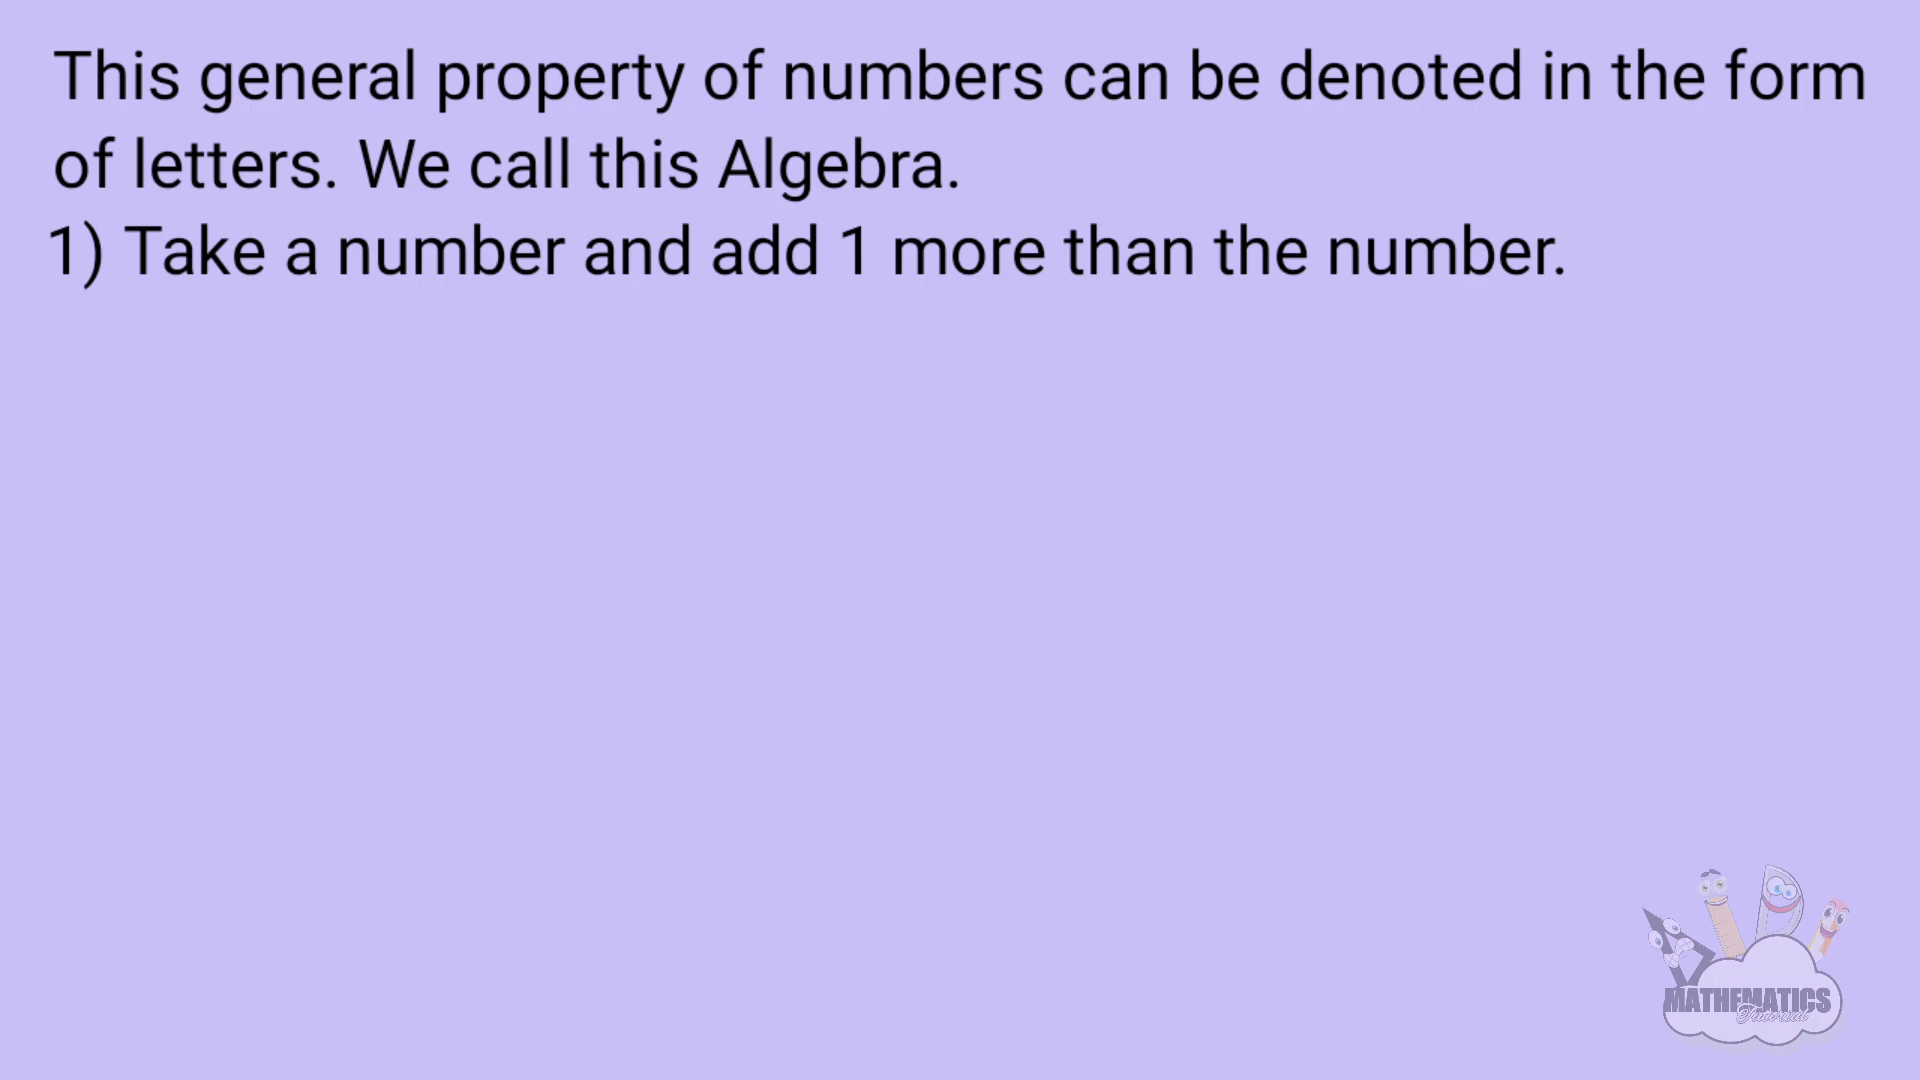 This general property of numbers can be denoted in the form
of letters. We call this Algebra.
1) Take a number and add 1 more than the number.
MATHEMATICS
Tutorial